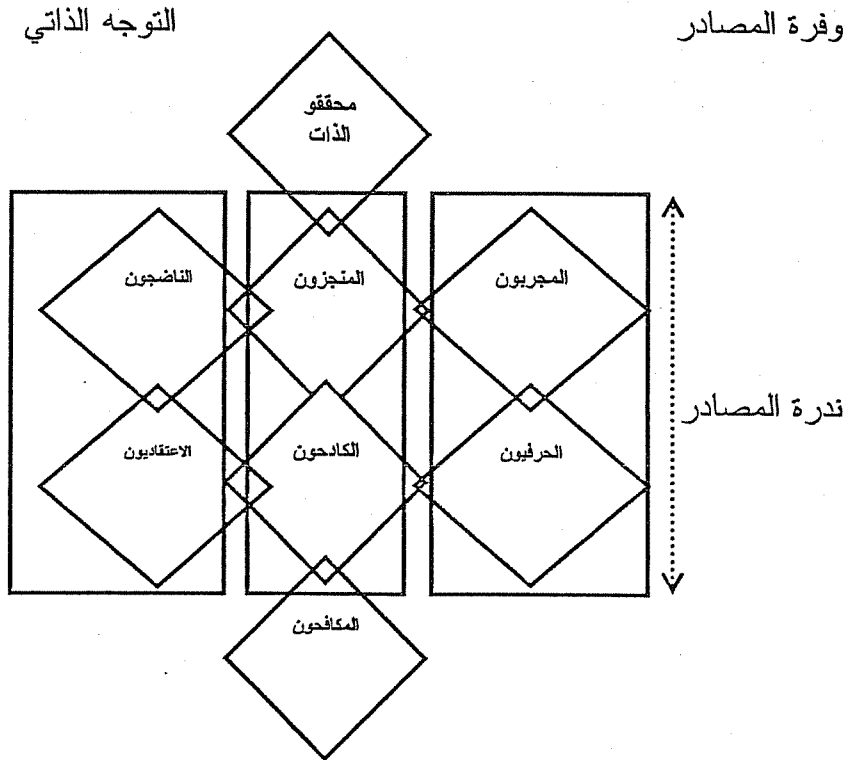 وفرة المصادر
التوجه الذاتي
محققو
الذات
المجربون
المنجزون
الناضجون
ندرة المصادر
الحرفيون
الكادحون
الاعتقاديون
المكافحون